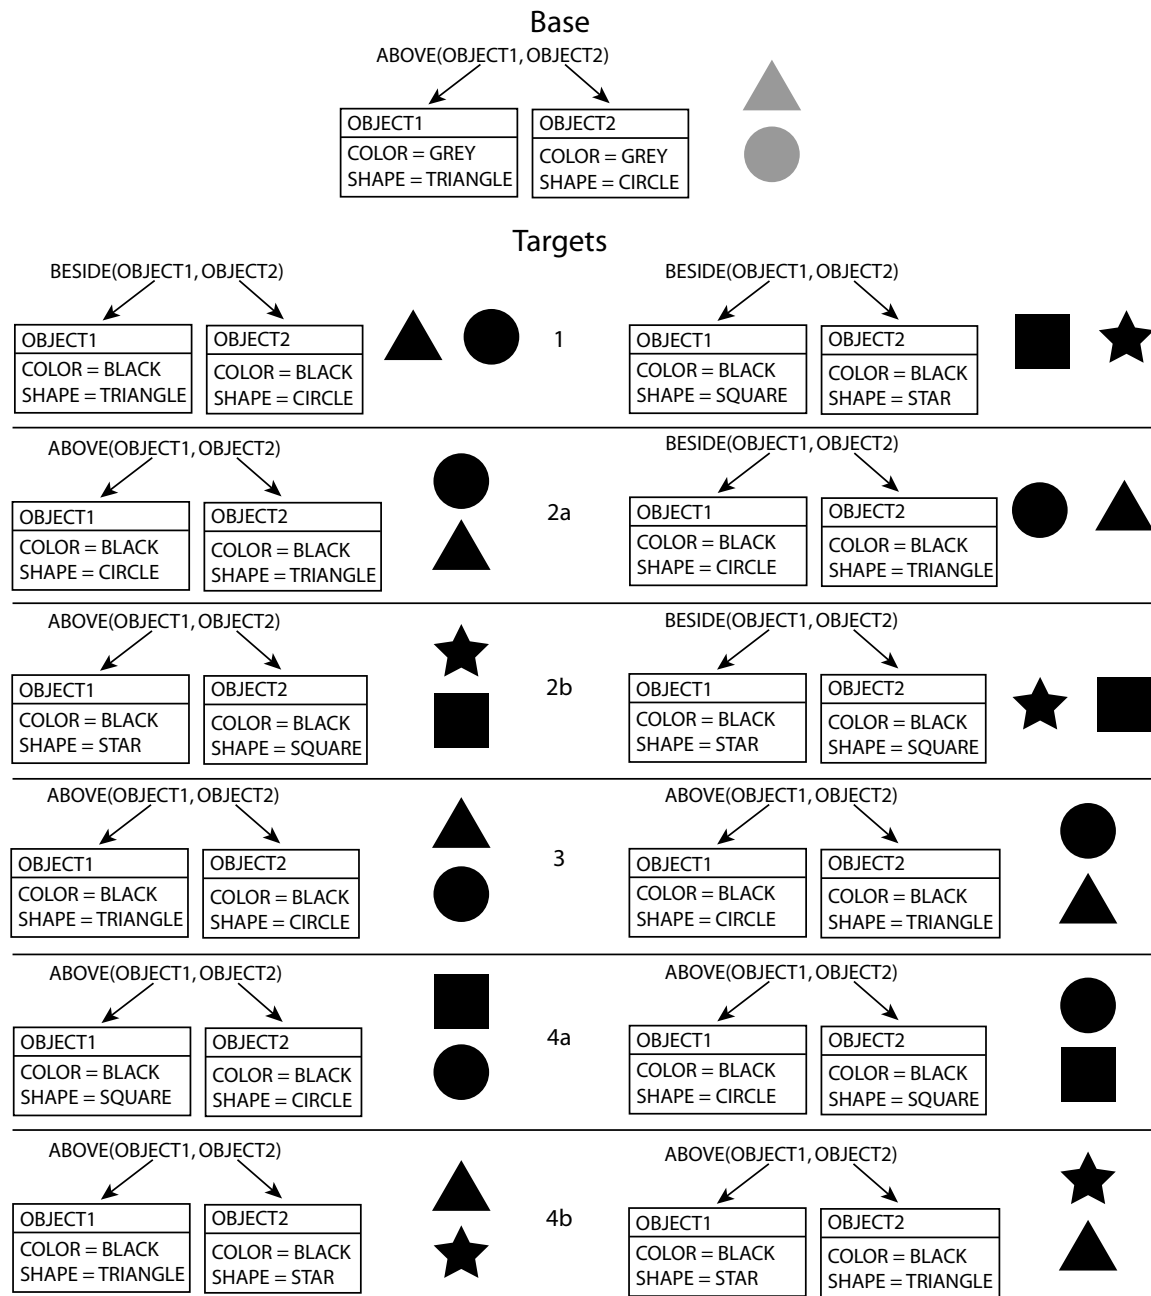 Base
ABOVE(OBJECT1, OBJECT2)
OBJECT1
COLOR = GREY
SHAPE = TRIANGLE
OBJECT2
COLOR = GREY
SHAPE = CIRCLE
Targets
BESIDE(OBJECT1, OBJECT2)
OBJECT1
COLOR = BLACK
SHAPE = TRIANGLE
OBJECT2
COLOR = BLACK
SHAPE = CIRCLE
1
BESIDE(OBJECT1, OBJECT2)
OBJECT1
COLOR = BLACK
SHAPE = SQUARE
OBJECT2
COLOR = BLACK
SHAPE = STAR
ABOVE(OBJECT1, OBJECT2)
OBJECT1
COLOR = BLACK
SHAPE = CIRCLE
OBJECT2
COLOR = BLACK
SHAPE = TRIANGLE
2a
BESIDE(OBJECT1, OBJECT2)
OBJECT1
COLOR = BLACK
SHAPE = CIRCLE
OBJECT2
COLOR = BLACK
SHAPE = TRIANGLE
ABOVE(OBJECT1, OBJECT2)
OBJECT1
COLOR = BLACK
SHAPE = STAR
OBJECT2
COLOR = BLACK
SHAPE = SQUARE
2b
BESIDE(OBJECT1, OBJECT2)
OBJECT1
COLOR = BLACK
SHAPE = STAR
OBJECT2
COLOR = BLACK
SHAPE = SQUARE
ABOVE(OBJECT1, OBJECT2)
OBJECT1
COLOR = BLACK
SHAPE = TRIANGLE
OBJECT2
COLOR = BLACK
SHAPE = CIRCLE
3
ABOVE(OBJECT1, OBJECT2)
OBJECT1
COLOR = BLACK
SHAPE = CIRCLE
OBJECT2
COLOR = BLACK
SHAPE = TRIANGLE
ABOVE(OBJECT1, OBJECT2)
OBJECT1
COLOR = BLACK
SHAPE = SQUARE
OBJECT2
COLOR = BLACK
SHAPE = CIRCLE
4a
ABOVE(OBJECT1, OBJECT2)
OBJECT1
COLOR = BLACK
SHAPE = CIRCLE
OBJECT2
COLOR = BLACK
SHAPE = SQUARE
ABOVE(OBJECT1, OBJECT2)
OBJECT1
COLOR = BLACK
SHAPE = TRIANGLE
OBJECT2
COLOR = BLACK
SHAPE = STAR
4b
ABOVE(OBJECT1, OBJECT2)
OBJECT1
COLOR = BLACK
SHAPE = STAR
OBJECT2
COLOR = BLACK
SHAPE = TRIANGLE